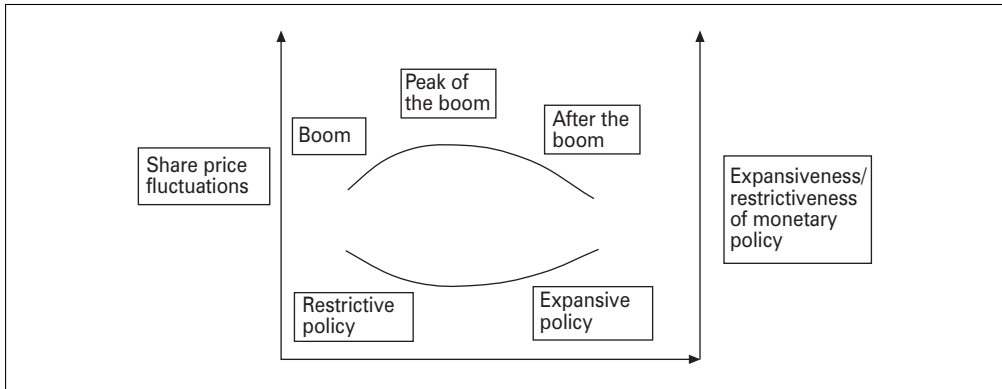 Peak of
the boom
Boom
After the
boom
Share price
fluctuations
Expansiveness/
restrictiveness
of monetary
policy
Restrictive
policy
Expansive
policy